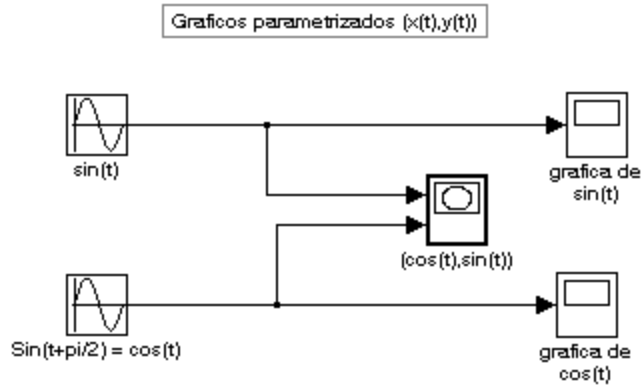 Graficos parametrizados (x(t),y(t))
sin(t)
grafica de
sin(t)
(cos(t),sin(t))
Sin(t+pi/2) = cos(t)
grafica de
cos(t)